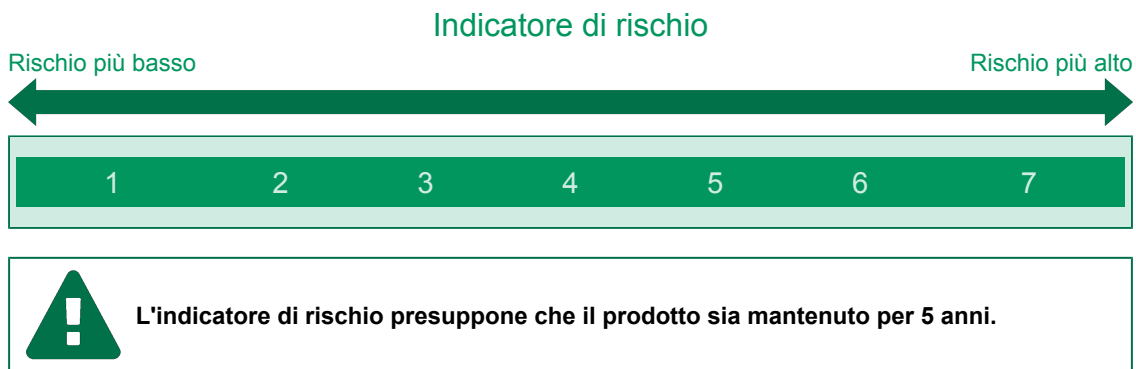 Indicatore di rischio
Rischio più basso Rischio più alto
1 2 3 4 5 6 7
L'indicatore di rischio presuppone che il prodotto sia mantenuto per 5 anni.